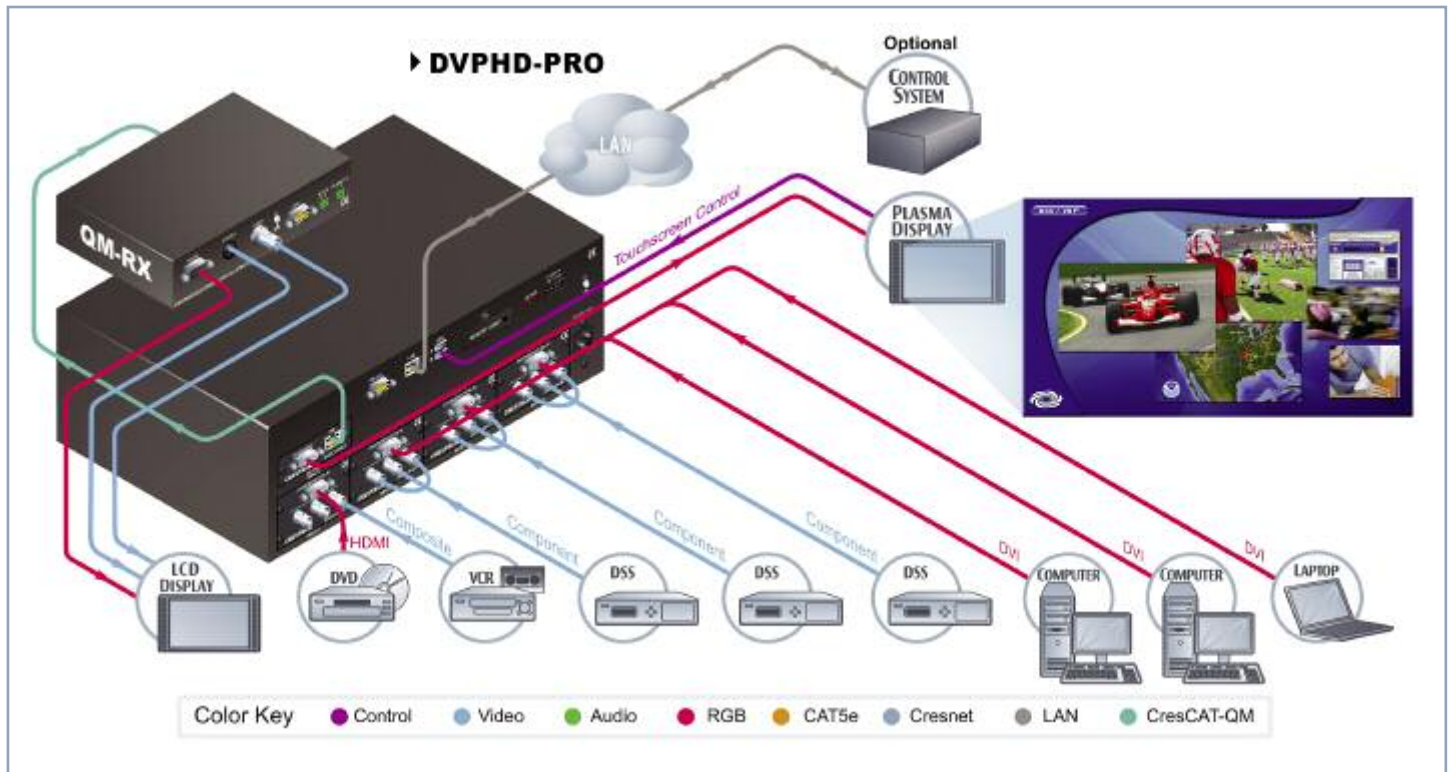 DVPHD-PRO
Optional
CONTROL
SYSTEM
LAN
QM-RX
Touchscreen Control
PLASMA
DISPLAY
HDMI
Composite
Component
Component
Component
DVI
DVI
DVI
LCD
DISPLAY
DVD
VCR
DSS
DSS
DSS
COMPUTER
COMPUTER
LAPTOP
Color Key
Control
Video
Audio
RGB
CAT5e
Cresnet
LAN
CresCAT-QM